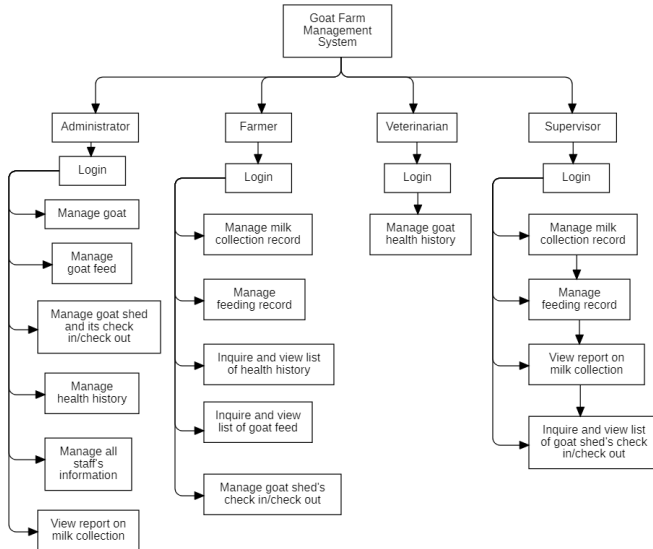 Goat Farm
Management
System
Administrator
Login
Manage goat
Manage
goat feed
Manage goat shed
and its check
in/check out
Manage
health history
Manage all
staff's
information
View report on
milk collection
Farmer
Login
Manage milk
collection record
Manage
feeding record
Inquire and view list
of health history
Inquire and view
list of goat feed
Manage goat shed's
check in/check out
Veterinarian
Login
Manage goat
health history
Supervisor
Login
Manage milk
collection record
Manage
feeding record
View report on
milk collection
Inquire and view list
of goat shed's check
in/check out